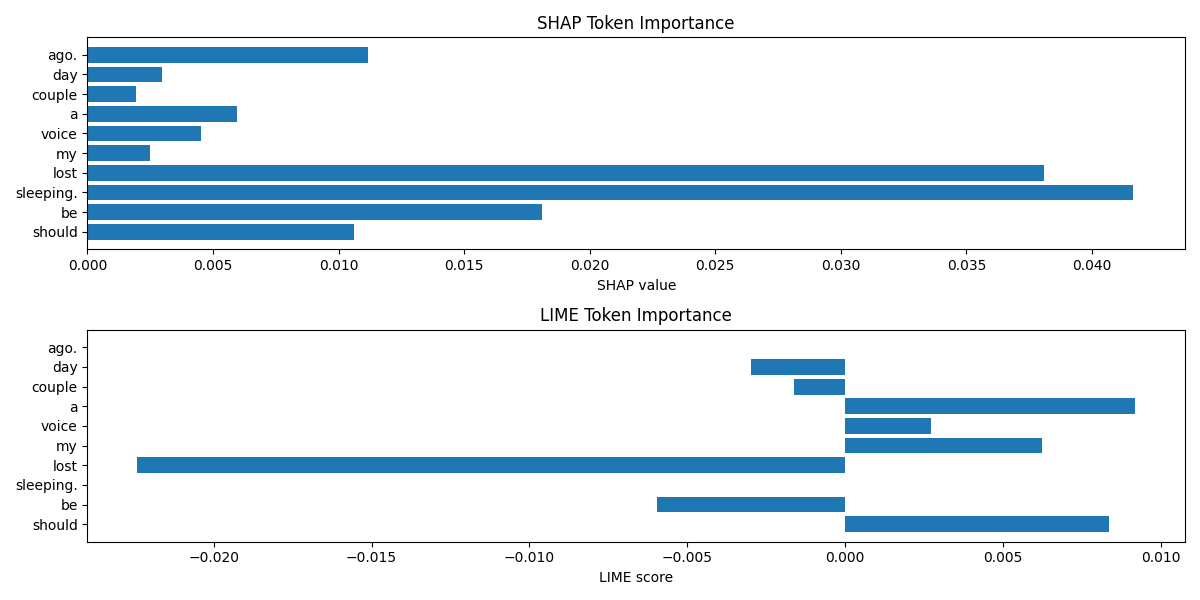 SHAP Token Importance
ago.
day
couple
a
voice
my
lost
sleeping.
be
should
0.000 0.005 0.010 0.015 0.020 0.025 0.030 0.035 0.040
SHAP value
LIME Token Importance
ago.
day
couple
a
voice
my
lost
sleeping.
be
should
−0.020 −0.015 −0.010 −0.005 0.000 0.005 0.010
LIME score